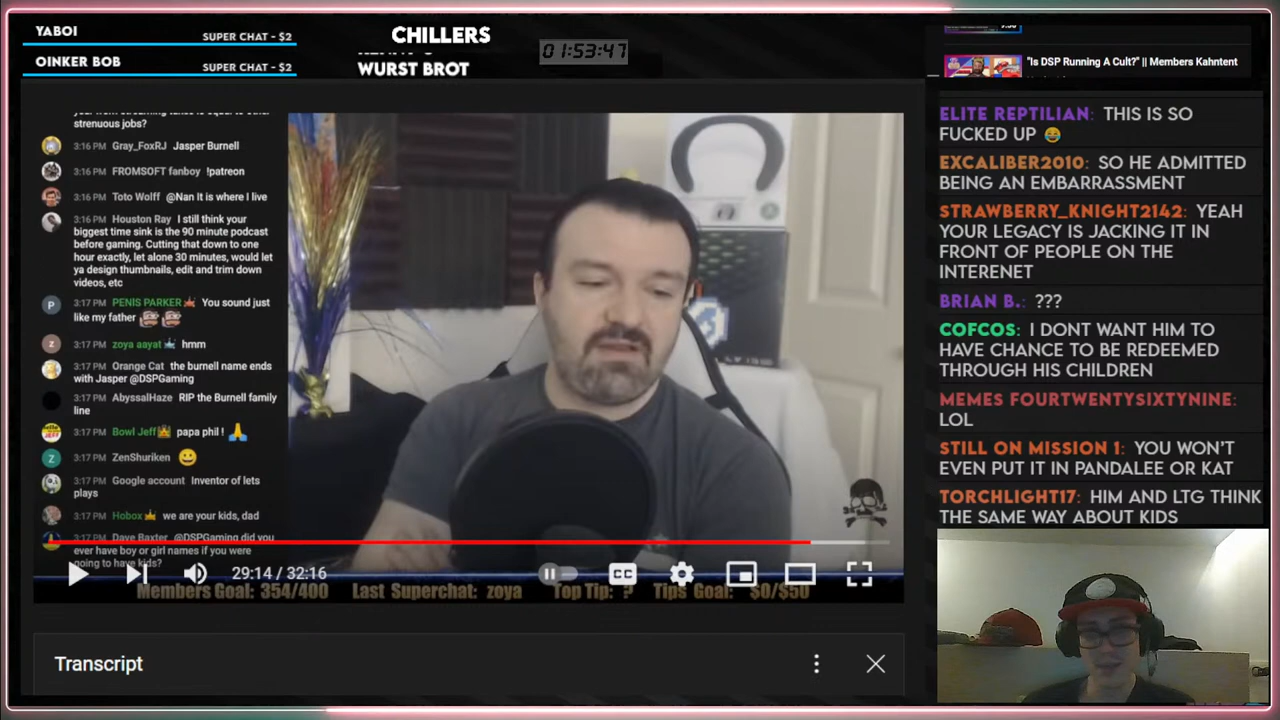 YABOI
SUPER CHAT - $2
OINKER BOB
SUPER CHAT - $2
CHILLERS
WURST BROT
01:53:47
"Is DSP Running A Cult?" || Members Kahntent
strenuous jobs?
3:16 PM Gray_FoxRJ Jasper Burnell
3:16 PM FROMSOFT fanboy !patreon
3:16 PM Toto Wolff @Nan It is where I live
3:16 PM Houston Ray I still think your
biggest time sink is the 90 minute podcast
before gaming. Cutting that down to one
hour exactly, let alone 30 minutes, would let
ya design thumbnails, edit and trim down
videos, etc
3:17 PM PENIS PARKER You sound just
like my father
3:17 PM zoya aayat hmm
3:17 PM Orange Cat the burnell name ends
with Jasper @DSPGaming
3:17 PM AbyssalHaze RIP the Burnell family
line
3:17 PM Bowl Jeff papa phil ! 🙏
3:17 PM ZenShuriken 😀
3:17 PM Google account Inventor of lets
plays
3:17 PM Hobox we are your kids, dad
3:17 PM Dave Baxter @DSPGaming did you
ever have boy or girl names if you were
going to have kids?
29:14 / 32:16
CC
Members Goal: 354/400 Last Superchat: zoya Top Tip: ? Tips Goal: $0/$50
Transcript
ELITE REPTILIAN: THIS IS SO
FUCKED UP 😂
EXCALIBER2010: SO HE ADMITTED
BEING AN EMBARRASSMENT
STRAWBERRY_KNIGHT2142: YEAH
YOUR LEGACY IS JACKING IT IN
FRONT OF PEOPLE ON THE
INTERENET
BRIAN B.: ???
COFCOS: I DONT WANT HIM TO
HAVE CHANCE TO BE REDEEMED
THROUGH HIS CHILDREN
MEMES FOURTWENTYSIXTYNINE:
LOL
STILL ON MISSION 1: YOU WON'T
EVEN PUT IT IN PANDALEE OR KAT
TORCHLIGHT17: HIM AND LTG THINK
THE SAME WAY ABOUT KIDS